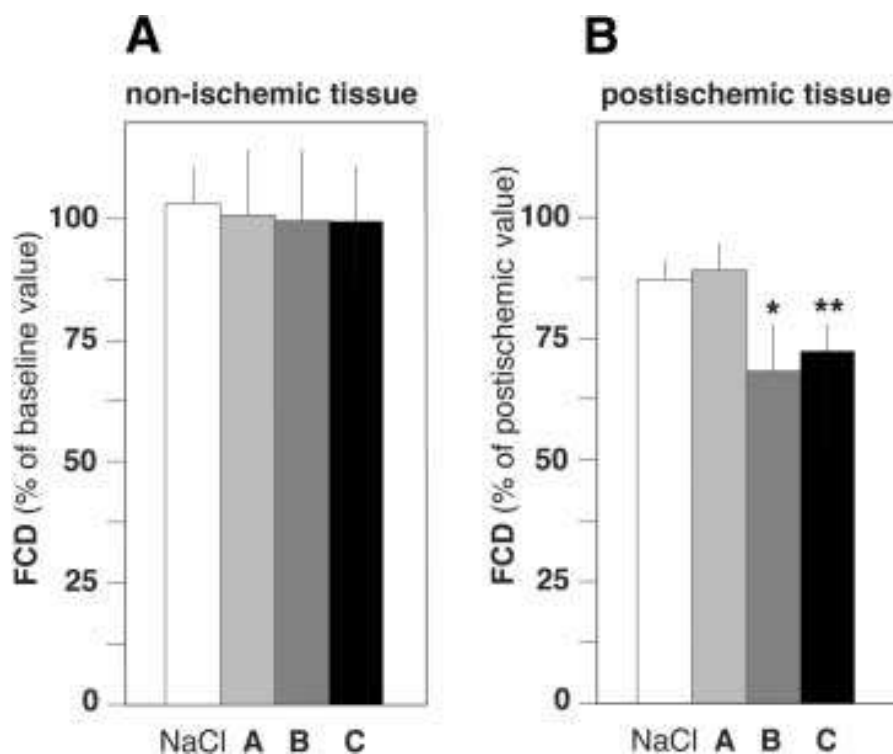 A
non-ischemic tissue
FCD (% of baseline value)
100
75
50
25
0
NaCl A B C
B
postischemic tissue
FCD (% of postischemic value)
100
75
50
25
0
* **
NaCl A B C